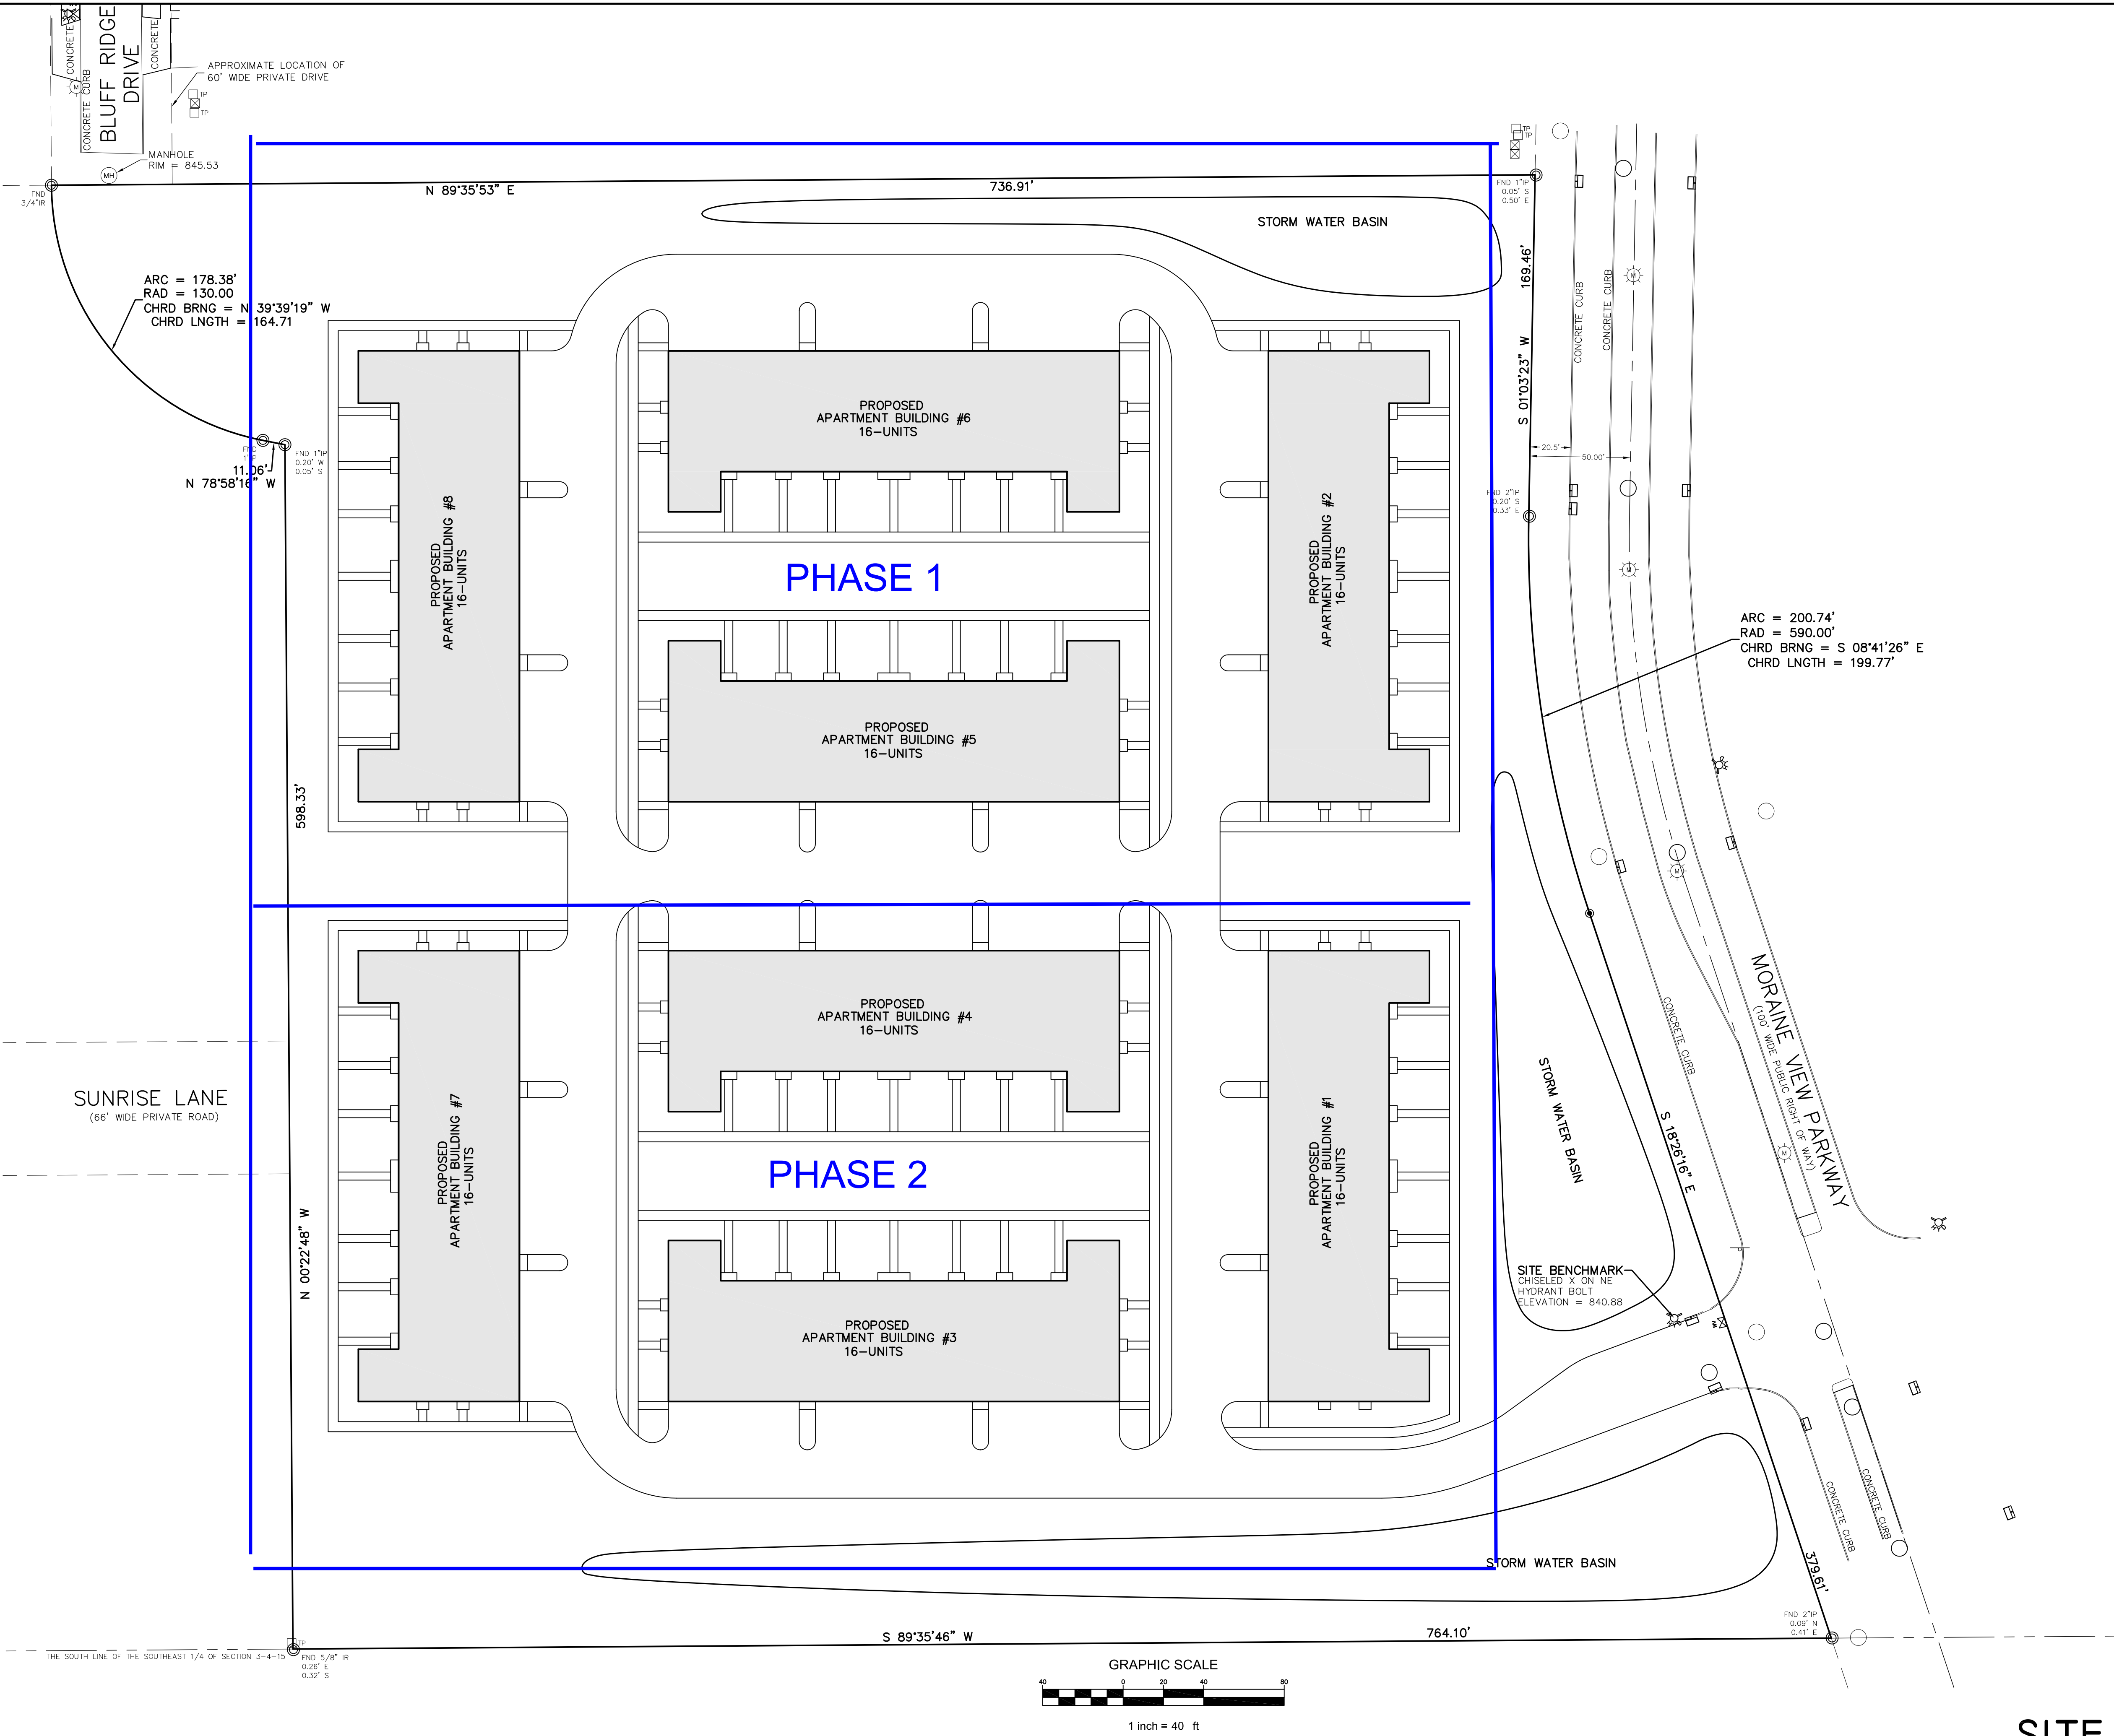 BLUFF RIDGE
DRIVE
CONCRETE
CONCRETE CURB
CONCRETE
APPROXIMATE LOCATION OF
60' WIDE PRIVATE DRIVE
M
TP
TP
MANHOLE
RIM = 845.53
MH
FND
3/4"IR
N 89°35'53" E
736.91'
TP
TP
FND 1"IP
0.05' S
0.50' E
STORM WATER BASIN
ARC = 178.38'
RAD = 130.00
CHRD BRNG = N 39°39'19" W
CHRD LNGTH = 164.71
169.46'
S 01°03'23" W
CONCRETE CURB
CONCRETE CURB
M
20.5'
50.00'
FND
1"IP
11.06'
N 78°58'16" W
FND 1"IP
0.20' W
0.05' S
FND 2"IP
0.20' S
0.33' E
M
PROPOSED
APARTMENT BUILDING #8
16-UNITS
PROPOSED
APARTMENT BUILDING #6
16-UNITS
PROPOSED
APARTMENT BUILDING #2
16-UNITS
PHASE 1
PROPOSED
APARTMENT BUILDING #5
16-UNITS
ARC = 200.74'
RAD = 590.00'
CHRD BRNG = S 08°41'26" E
CHRD LNGTH = 199.77'
598.33'
M
N 00°22'48" W
SUNRISE LANE
(66' WIDE PRIVATE ROAD)
PROPOSED
APARTMENT BUILDING #7
16-UNITS
PROPOSED
APARTMENT BUILDING #4
16-UNITS
PROPOSED
APARTMENT BUILDING #1
16-UNITS
PHASE 2
PROPOSED
APARTMENT BUILDING #3
16-UNITS
STORM WATER BASIN
CONCRETE CURB
MORAINE VIEW PARKWAY
(100' WIDE PUBLIC RIGHT OF WAY)
M
S 18°26'16" E
SITE BENCHMARK
CHISELED X ON NE
HYDRANT BOLT
ELEVATION = 840.88
CONCRETE CURB
CONCRETE CURB
STORM WATER BASIN
379.61'
FND 2"IP
0.09' N
0.41' E
TP
THE SOUTH LINE OF THE SOUTHEAST 1/4 OF SECTION 3-4-15
FND 5/8" IR
0.26' E
0.32' S
S 89°35'46" W
764.10'
GRAPHIC SCALE
40 0 20 40 80
1 inch = 40 ft
SITE